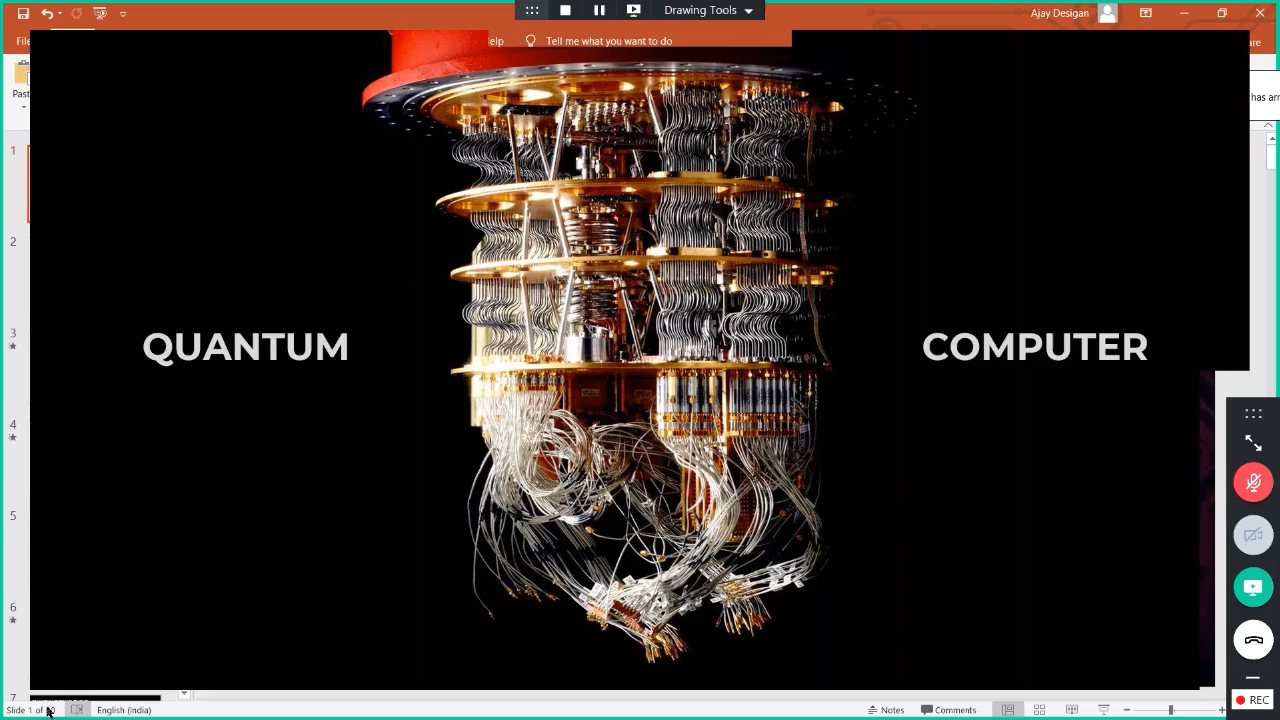 Drawing Tools
Ajay Desigan
File
elp
Tell me what you want to do
are
Past
has arr
1
2
QUANTUM
COMPUTER
3
4
5
6
7
Slide 1 of
English (India)
Notes
Comments
REC